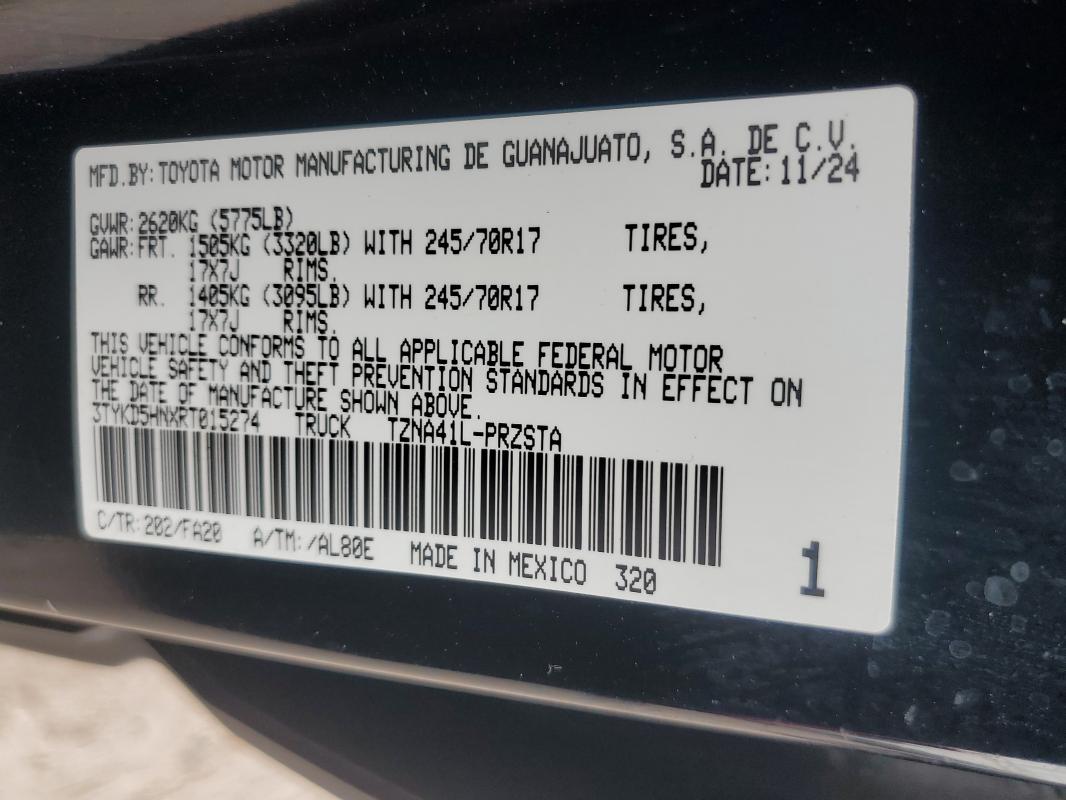 MFD.BY: TOYOTA MOTOR MANUFACTURING DE GUANAJUATO, S.A. DE C.V.
DATE: 11/24
GVWR: 2620KG (5775LB)
GAWR: FRT. 1505KG (3320LB) WITH 245/70R17 TIRES,
17X7J RIMS.
RR. 1405KG (3095LB) WITH 245/70R17 TIRES,
17X7J RIMS.
THIS VEHICLE CONFORMS TO ALL APPLICABLE FEDERAL MOTOR
VEHICLE SAFETY AND THEFT PREVENTION STANDARDS IN EFFECT ON
THE DATE OF MANUFACTURE SHOWN ABOVE.
3TYKD5HNXRT015274 TRUCK TZNA41L-PRZSTA
C/TR: 202/FA20 A/TM: /AL80E MADE IN MEXICO 320
1